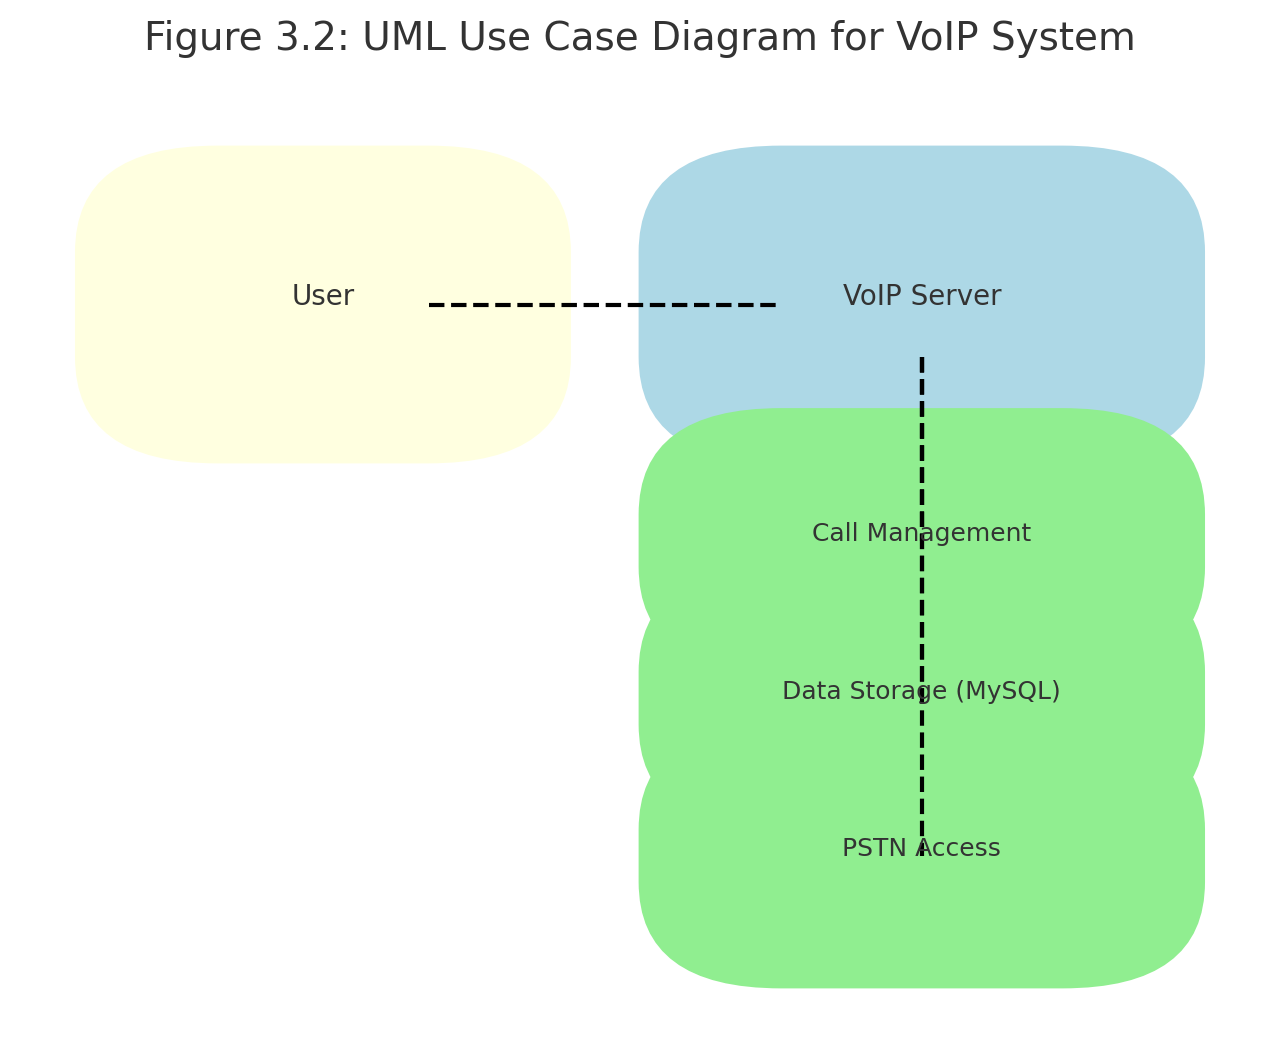 Figure 3.2: UML Use Case Diagram for VoIP System
User
VoIP Server
Call Management
Data Storage (MySQL)
PSTN Access